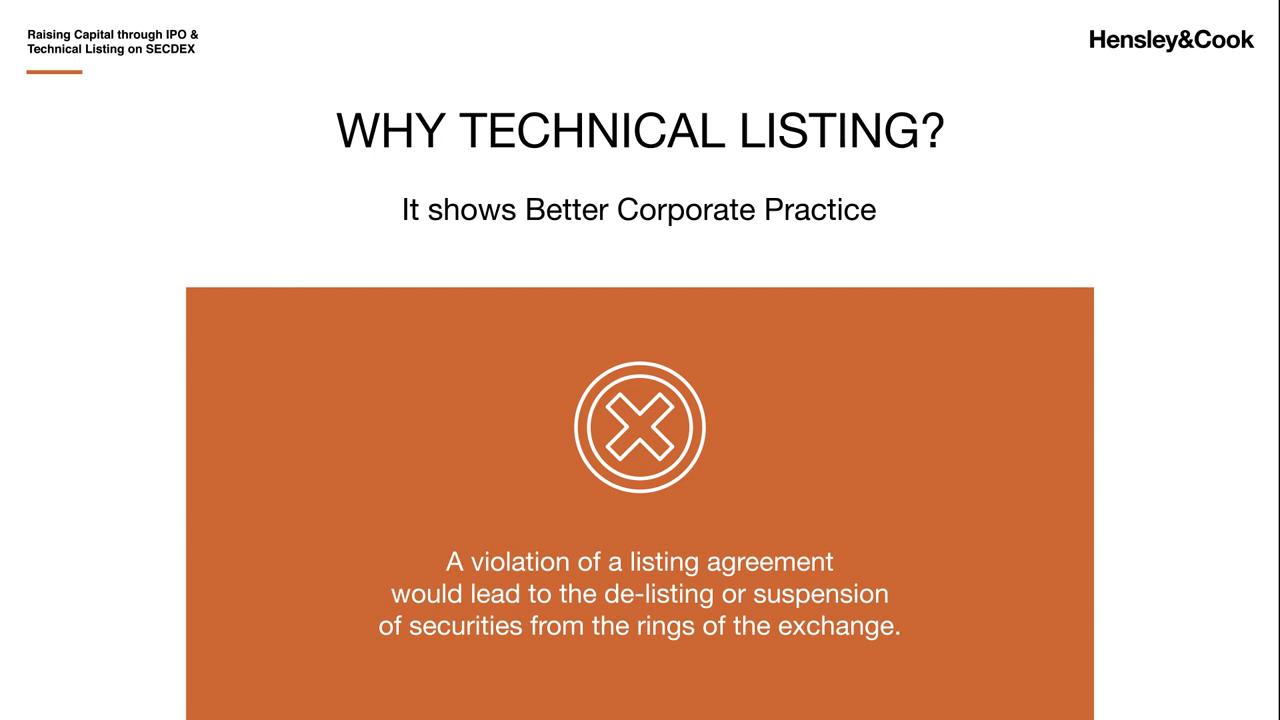 Raising Capital through IPO &
Technical Listing on SECDEX
Hensley&Cook
WHY TECHNICAL LISTING?
It shows Better Corporate Practice
A violation of a listing agreement
would lead to the de-listing or suspension
of securities from the rings of the exchange.